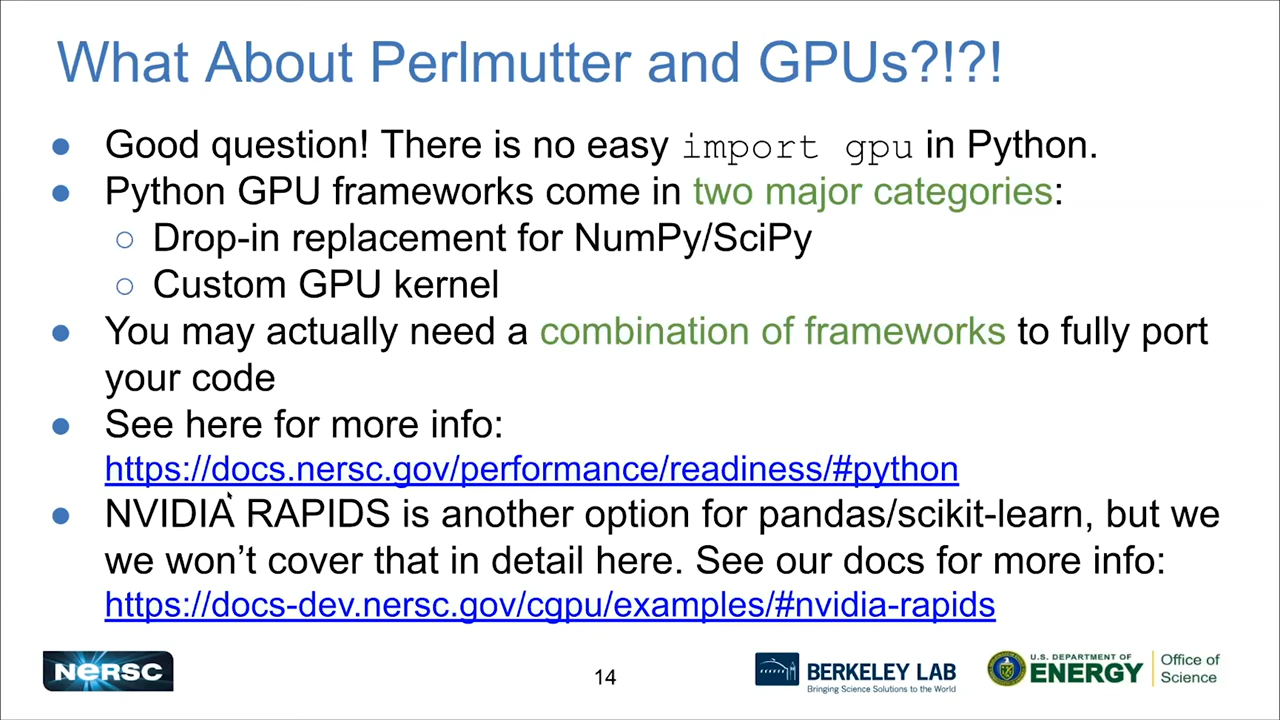 What About Perlmutter and GPUs?!?!
● Good question! There is no easy import gpu in Python.
● Python GPU frameworks come in two major categories:
○ Drop-in replacement for NumPy/SciPy
○ Custom GPU kernel
● You may actually need a combination of frameworks to fully port
your code
● See here for more info:
https://docs.nersc.gov/performance/readiness/#python
● NVIDIA RAPIDS is another option for pandas/scikit-learn, but we
we won’t cover that in detail here. See our docs for more info:
https://docs-dev.nersc.gov/cgpu/examples/#nvidia-rapids
NERSC
14
BERKELEY LAB
Bringing Science Solutions to the World
U.S. DEPARTMENT OF
ENERGY
Office of
Science